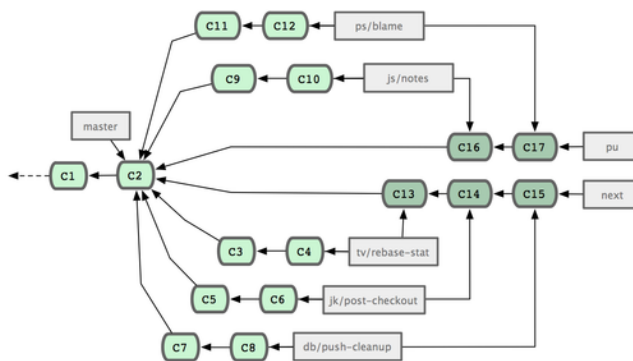 C11 C12 ps/blame
C9 C10 js/notes
master
C16 C17 pu
C1 C2
C13 C14 C15 next
C3 C4 tv/rebase-stat
C5 C6 jk/post-checkout
C7 C8 db/push-cleanup